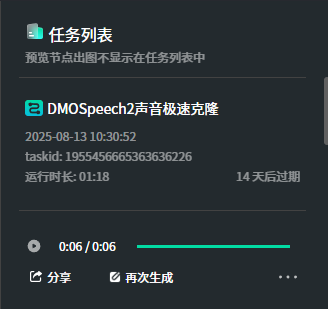 任务列表
预览节点出图不显示在任务列表中
DMOSpeech2声音极速克隆
2025-08-13 10:30:52
taskid: 1955456665363636226
运行时长: 01:18 14 天后过期
0:06 / 0:06
分享 再次生成